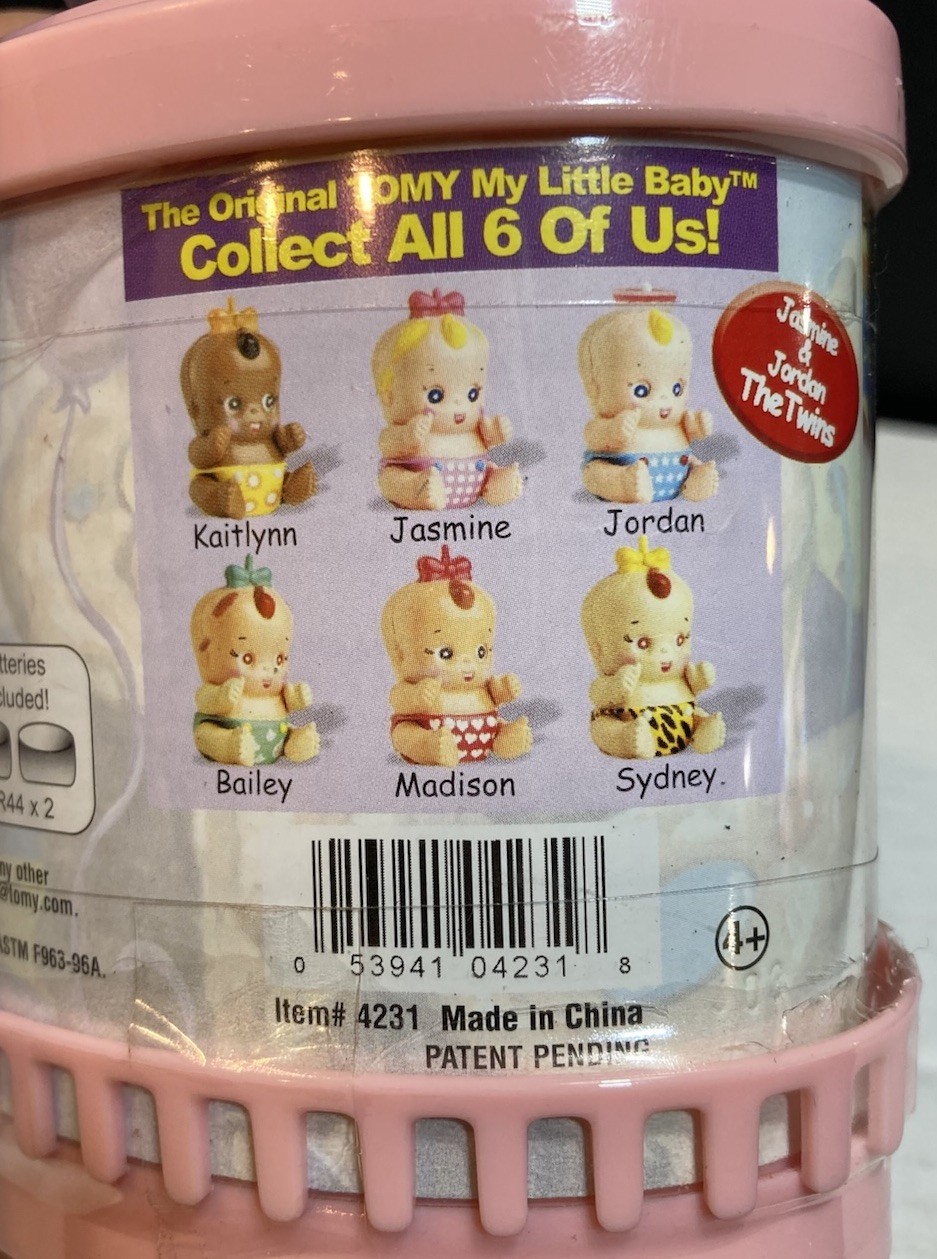 The Original TOMY My Little Baby™
Collect All 6 Of Us!
Jasmine
&
Jordan
The Twins
Kaitlynn
Jasmine
Jordan
Bailey
Madison
Sydney.
tteries
cluded!
R44 x 2
ny other
@tomy.com.
ASTM F963-96A.
0 53941 04231 8
4+
Item# 4231 Made in China
PATENT PENDING